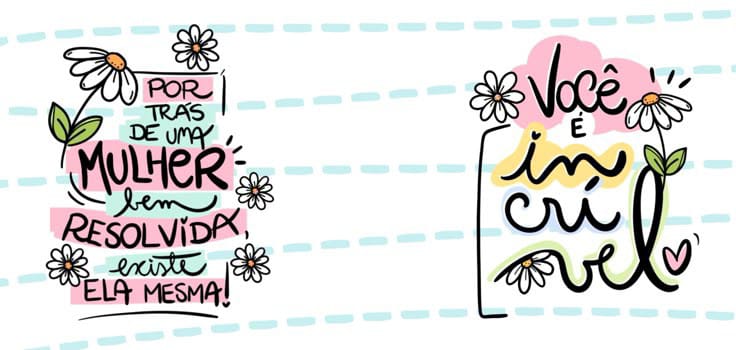 POR
TRÁS
DE UMA
MULHER
bem
RESOLVIDA,
existe
ELA MESMA!
Você
É
in
crí
vel